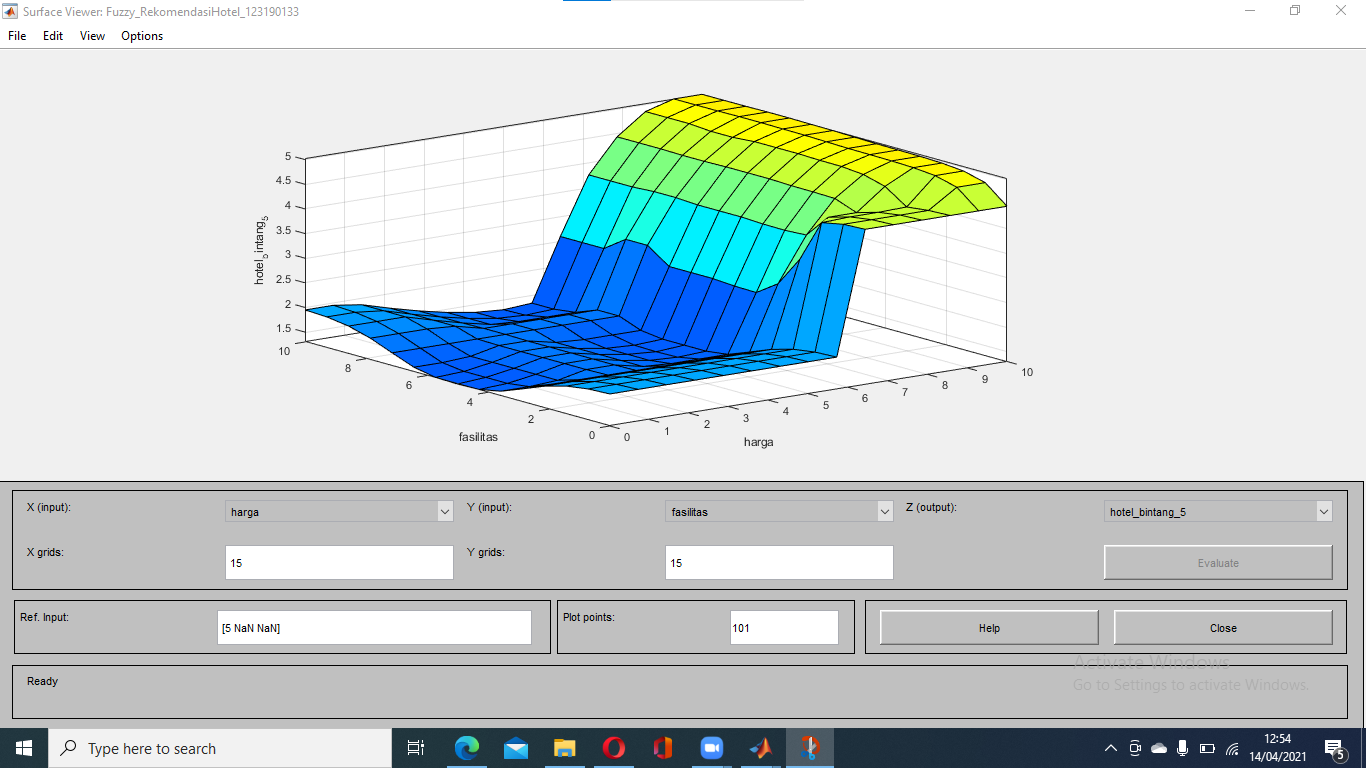 Surface Viewer: Fuzzy_RekomendasiHotel_123190133
File Edit View Options
5
4.5
4
3.5
3
2.5
2
1.5
hotel_bintang_5
10
8
6
4
2
0
fasilitas
0
1
2
3
4
5
6
7
8
9
10
harga
X (input): harga Y (input): fasilitas Z (output): hotel_bintang_5
X grids: 15 Y grids: 15 Evaluate
Ref. Input: [5 NaN NaN] Plot points: 101 Help Close
Activate Windows
Go to Settings to activate Windows.
Ready
Type here to search
12:54
14/04/2021
5